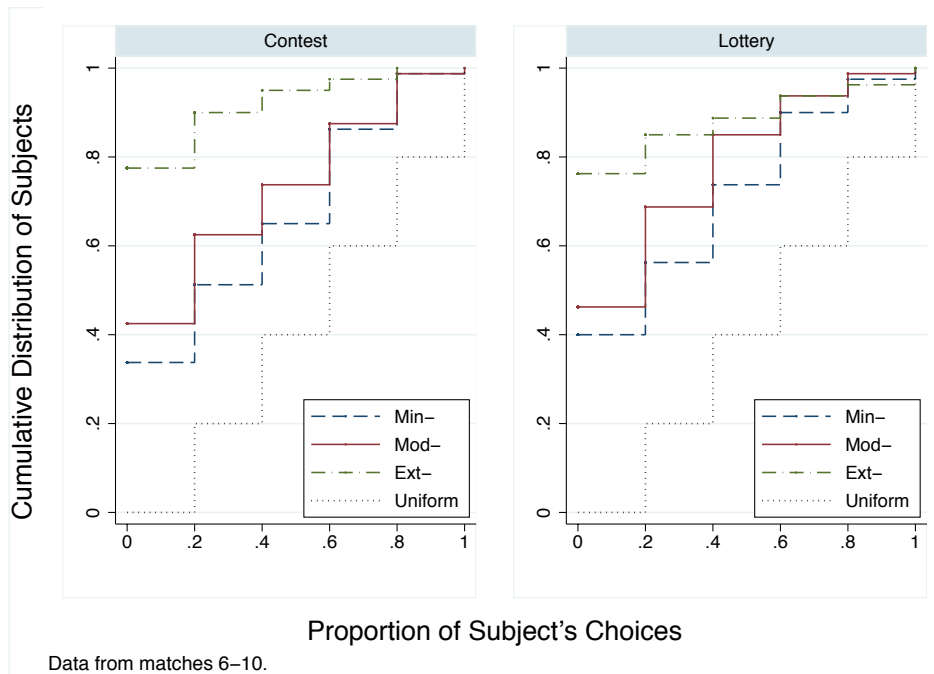 Contest
Lottery
Cumulative Distribution of Subjects
1
.8
.6
.4
.2
0
0 .2 .4 .6 .8 1
Min−
Mod−
Ext−
Uniform
1
.8
.6
.4
.2
0
0 .2 .4 .6 .8 1
Min−
Mod−
Ext−
Uniform
Proportion of Subject's Choices
Data from matches 6−10.